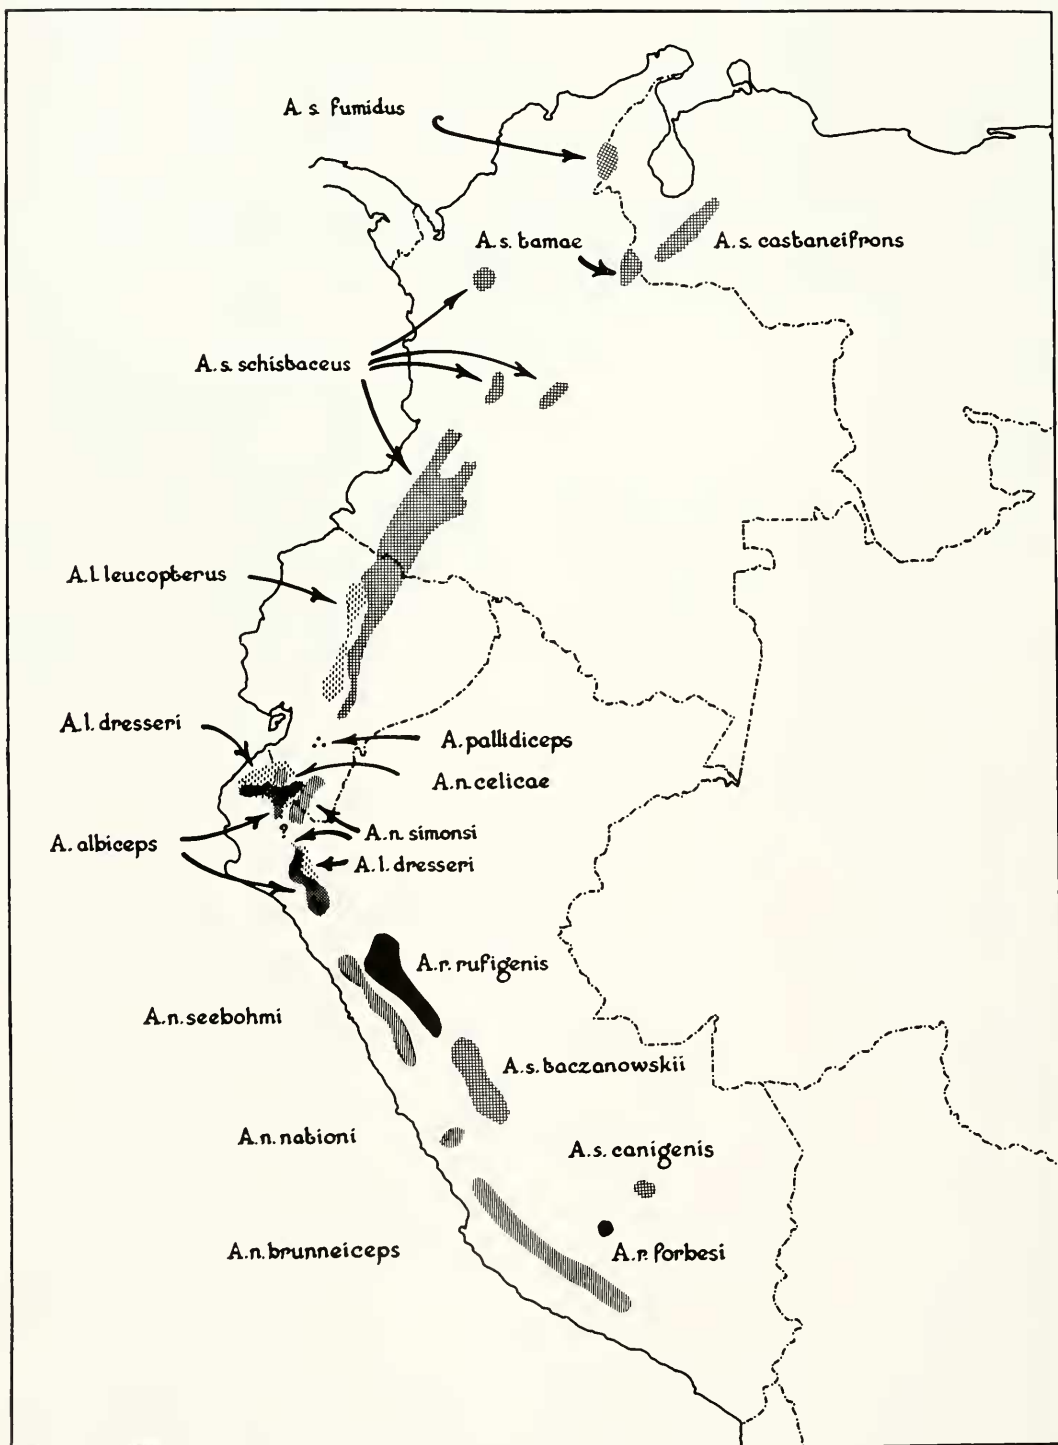 A. s. fumidus
A.s. tamae
A.s. castaneifrons
A.s. schistaceus
A.l. leucopterus
A.l. dresseri
A. pallidiceps
A.n. celicae
A. albiceps
?
A.n. simonsi
A.l. dresseri
A.r. rufigenis
A.n. seebohmi
A.s. taczanowskii
A.n. nationi
A.s. canigenis
A.n. brunneiceps
A.r. forbesi